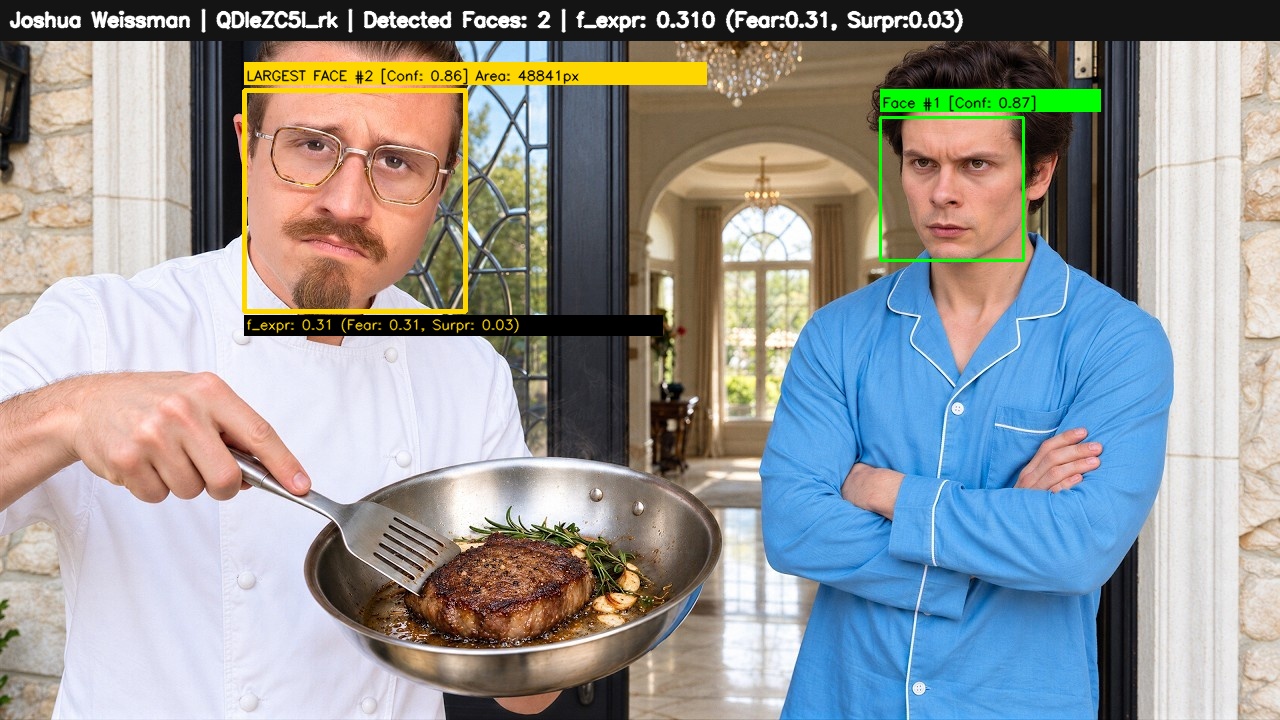 Joshua Weissman | QDIeZC5l_rk | Detected Faces: 2 | f_expr: 0.310 (Fear:0.31, Surpr:0.03)
LARGEST FACE #2 [Conf: 0.86] Area: 48841px
Face #1 [Conf: 0.87]
f_expr: 0.31 (Fear: 0.31, Surpr: 0.03)